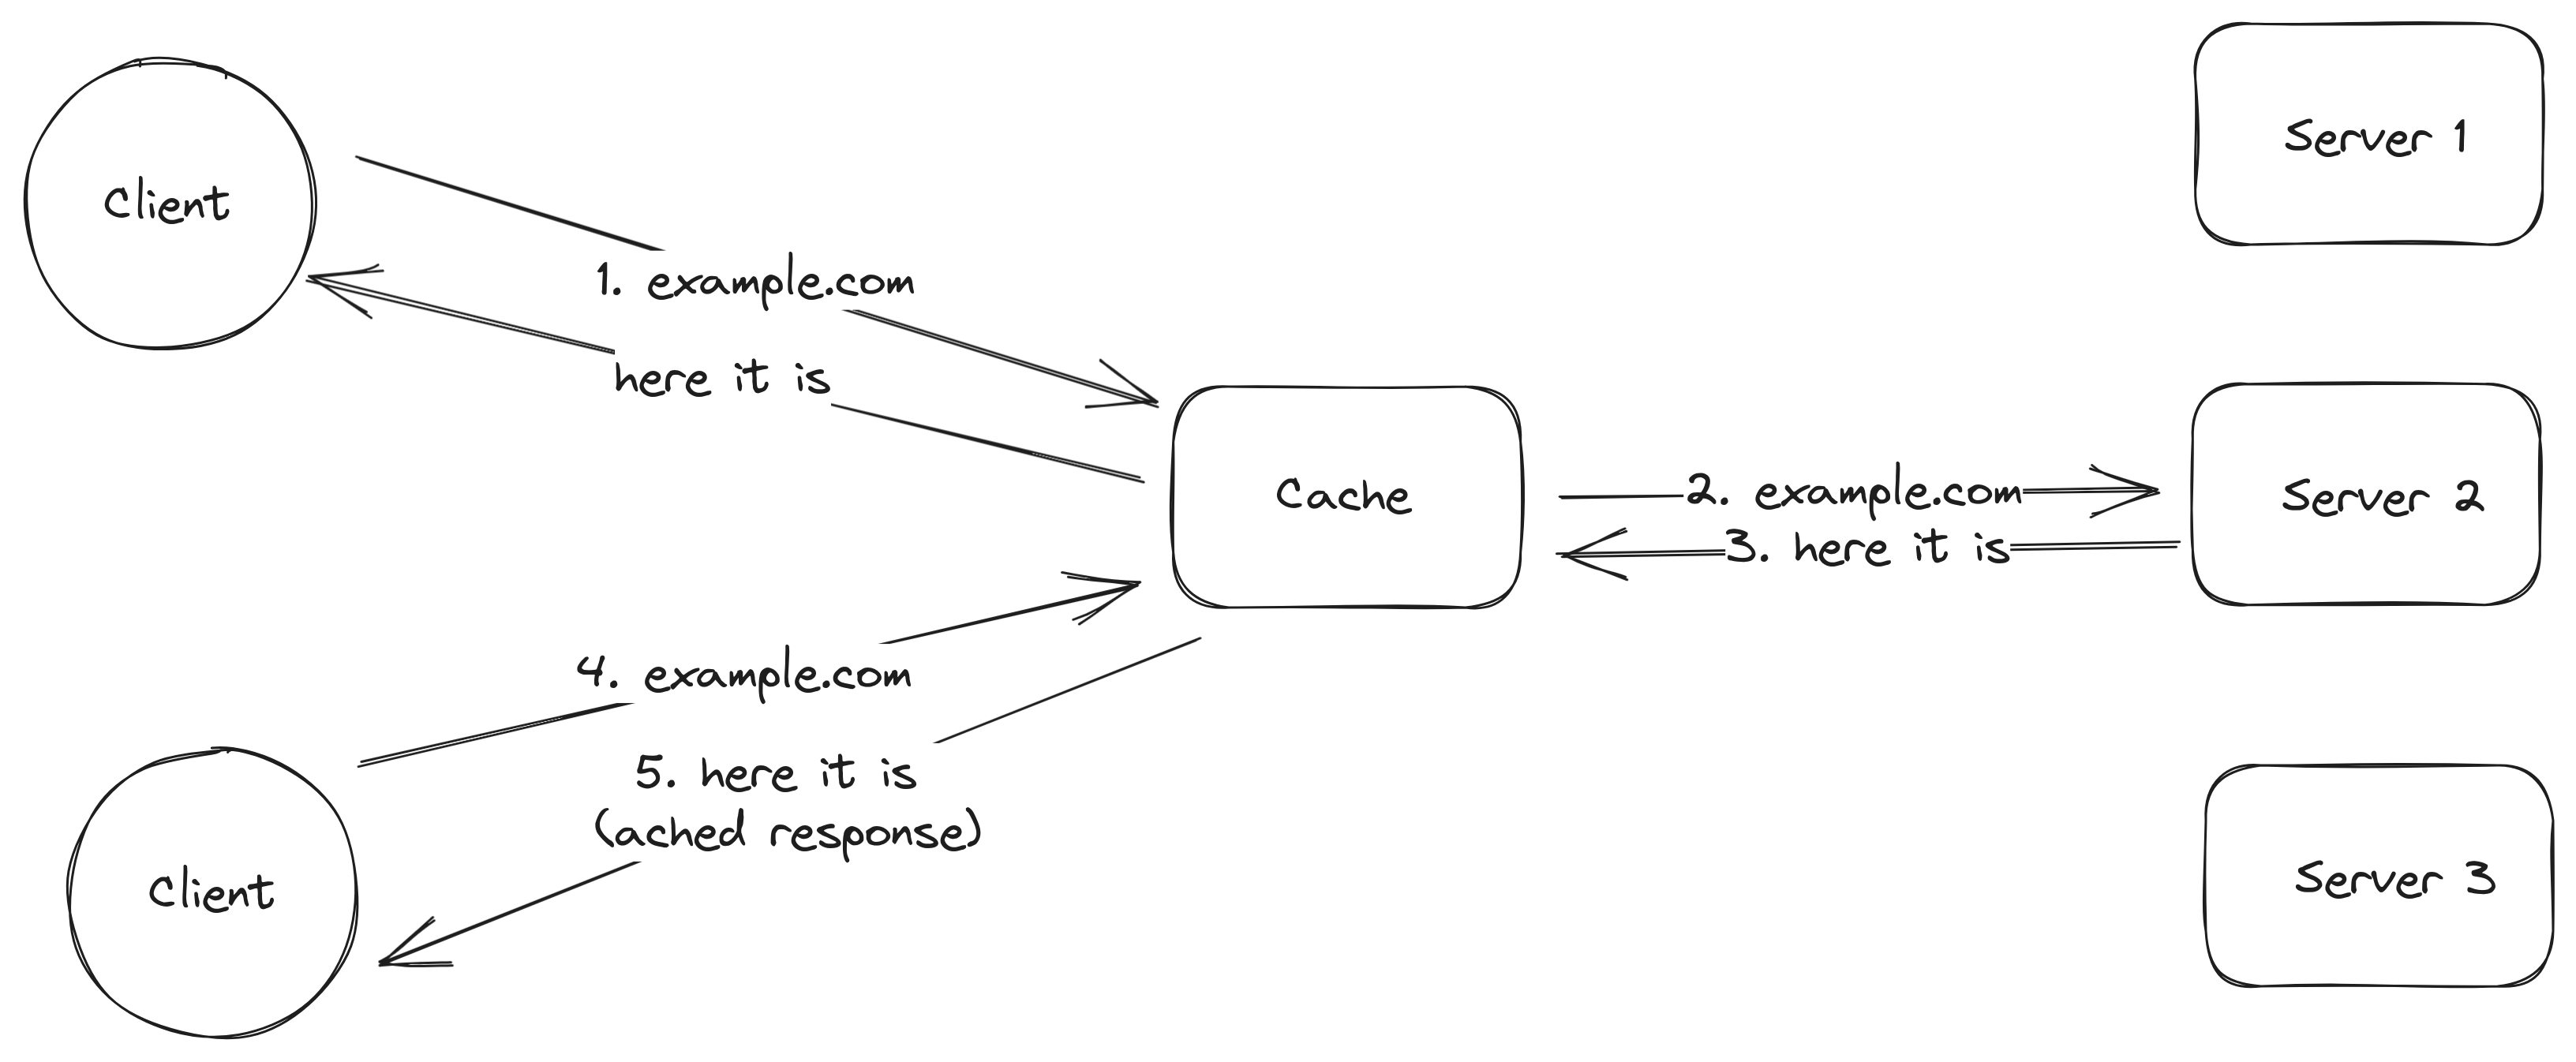 Client
1. example.com
here it is
Cache
4. example.com
5. here it is
(ached response)
Client
2. example.com
3. here it is
Server 1
Server 2
Server 3